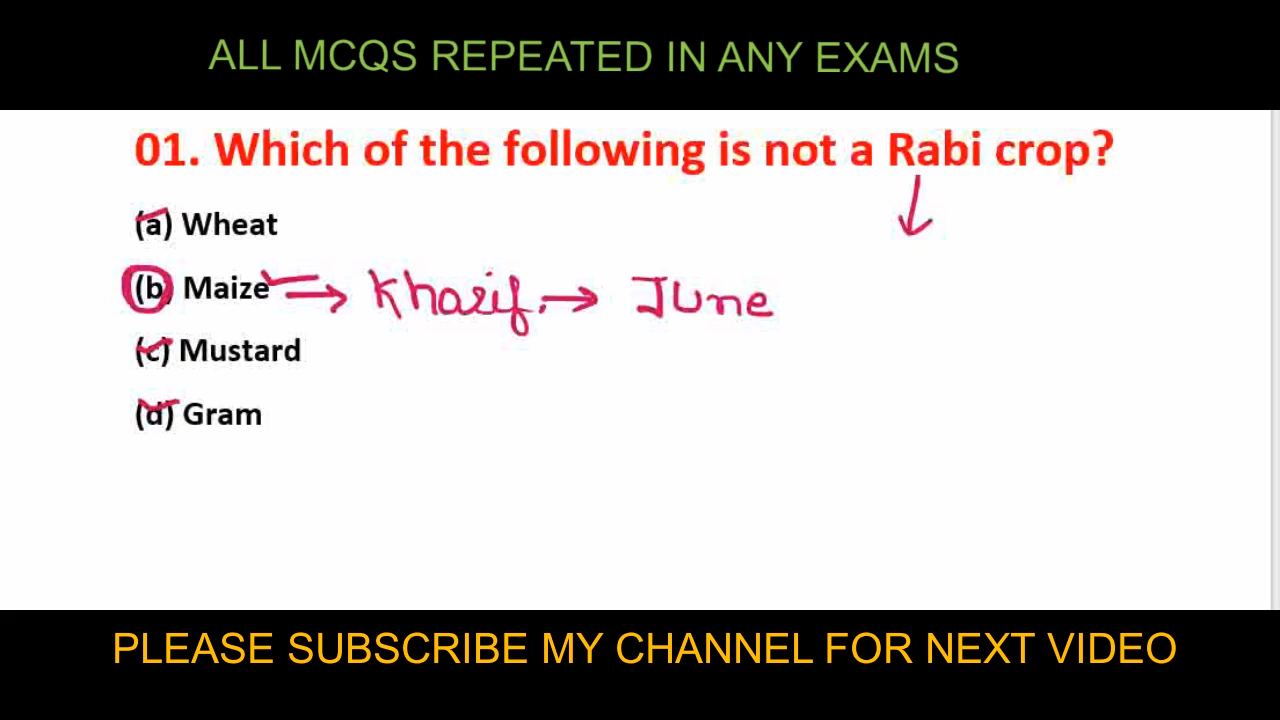 ALL MCQS REPEATED IN ANY EXAMS
01. Which of the following is not a Rabi crop?
(a) Wheat
(b) Maize ⇒ Kharif. → June
(c) Mustard
(d) Gram
PLEASE SUBSCRIBE MY CHANNEL FOR NEXT VIDEO